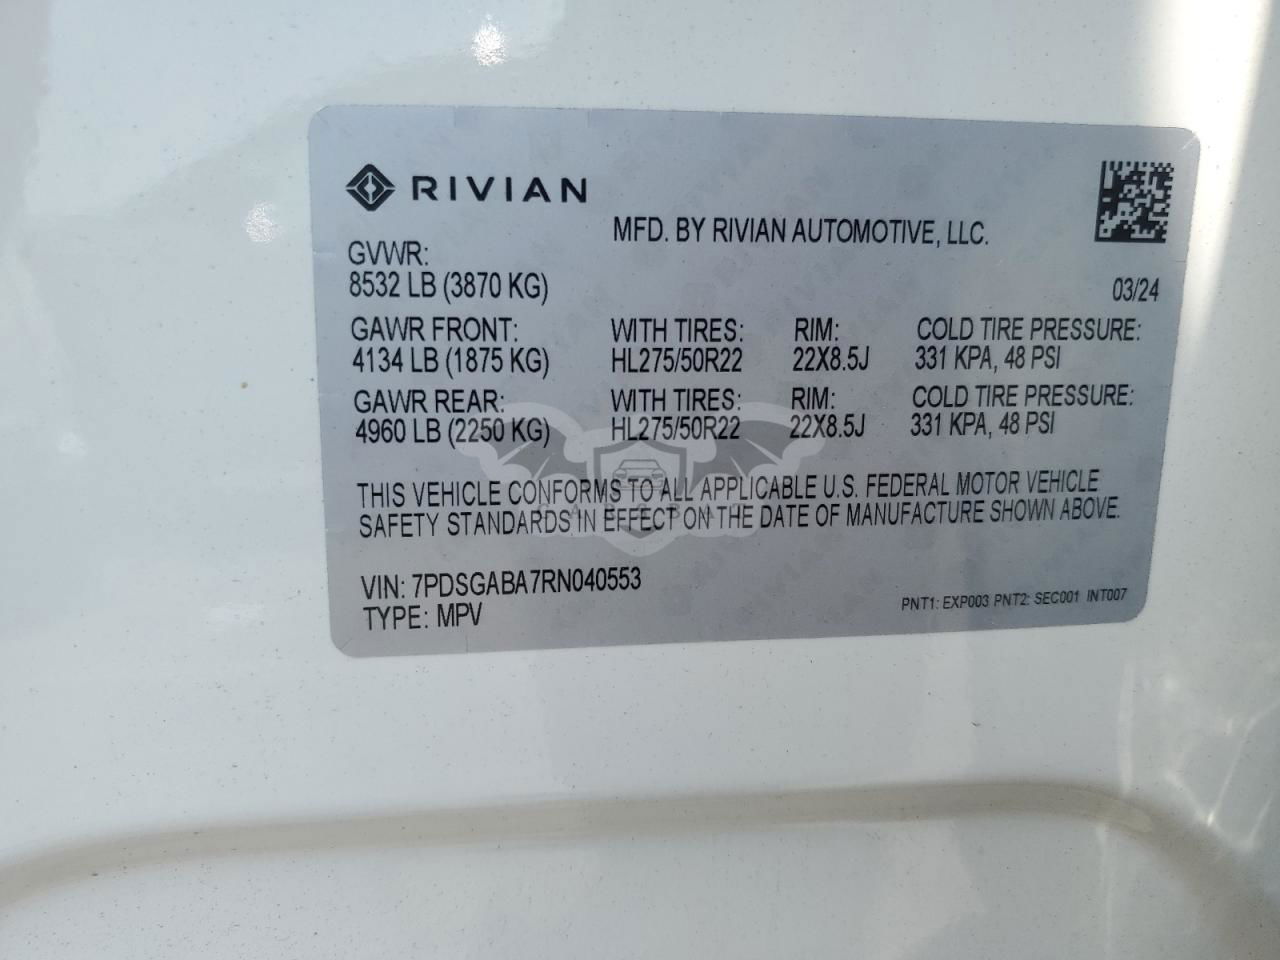 RIVIAN
MFD. BY RIVIAN AUTOMOTIVE, LLC.
GVWR:
8532 LB (3870 KG)
03/24
GAWR FRONT: WITH TIRES: RIM: COLD TIRE PRESSURE:
4134 LB (1875 KG) HL275/50R22 22X8.5J 331 KPA, 48 PSI
GAWR REAR: WITH TIRES: RIM: COLD TIRE PRESSURE:
4960 LB (2250 KG) HL275/50R22 22X8.5J 331 KPA, 48 PSI
THIS VEHICLE CONFORMS TO ALL APPLICABLE U.S. FEDERAL MOTOR VEHICLE
SAFETY STANDARDS IN EFFECT ON THE DATE OF MANUFACTURE SHOWN ABOVE.
VIN: 7PDSGABA7RN040553
TYPE: MPV
PNT1: EXP003 PNT2: SEC001 INT007